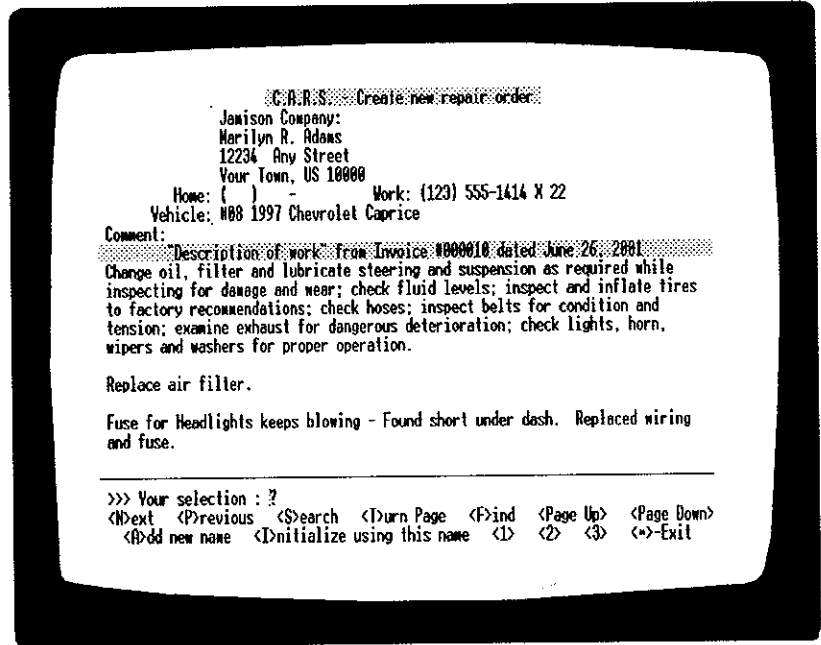 C.A.R.S. - Create new repair order
Jamison Company:
Marilyn R. Adams
12234 Any Street
Your Town, US 10000
Home: ( ) - Work: (123) 555-1414 X 22
Vehicle: #08 1997 Chevrolet Caprice
Comment:
"Description of work" from Invoice #000010 dated June 26, 2001
Change oil, filter and lubricate steering and suspension as required while
inspecting for damage and wear; check fluid levels; inspect and inflate tires
to factory recommendations; check hoses; inspect belts for condition and
tension; examine exhaust for dangerous deterioration; check lights, horn,
wipers and washers for proper operation.
Replace air filter.
Fuse for Headlights keeps blowing - Found short under dash. Replaced wiring
and fuse.
>>> Your selection : ?
<N>ext <P>revious <S>earch <T>urn Page <F>ind <Page Up> <Page Down>
<A>dd new name <I>nitialize using this name <1> <2> <3> <*>-Exit